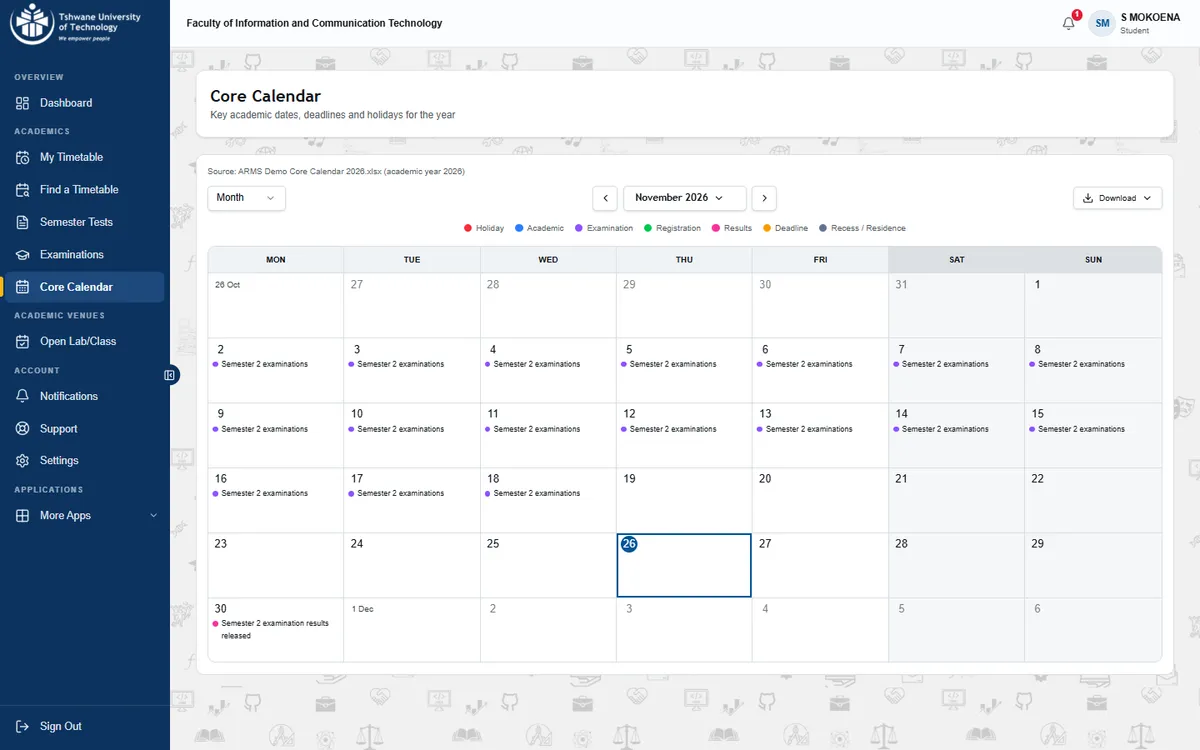 Tshwane University
of Technology
We empower people
Faculty of Information and Communication Technology
1
SM
S MOKOENA
Student
OVERVIEW
Dashboard
ACADEMICS
My Timetable
Find a Timetable
Semester Tests
Examinations
Core Calendar
ACADEMIC VENUES
Open Lab/Class
ACCOUNT
Notifications
Support
Settings
APPLICATIONS
More Apps
Sign Out
Core Calendar
Key academic dates, deadlines and holidays for the year
Source: ARMS Demo Core Calendar 2026.xlsx (academic year 2026)
Month
November 2026
Download
Holiday Academic Examination Registration Results Deadline Recess / Residence
MON TUE WED THU FRI SAT SUN
26 Oct 27 28 29 30 31 1
2 3 4 5 6 7 8
Semester 2 examinations Semester 2 examinations Semester 2 examinations Semester 2 examinations Semester 2 examinations Semester 2 examinations Semester 2 examinations
9 10 11 12 13 14 15
Semester 2 examinations Semester 2 examinations Semester 2 examinations Semester 2 examinations Semester 2 examinations Semester 2 examinations Semester 2 examinations
16 17 18 19 20 21 22
Semester 2 examinations Semester 2 examinations Semester 2 examinations
23 24 25 26 27 28 29
30 1 Dec 2 3 4 5 6
Semester 2 examination results
released